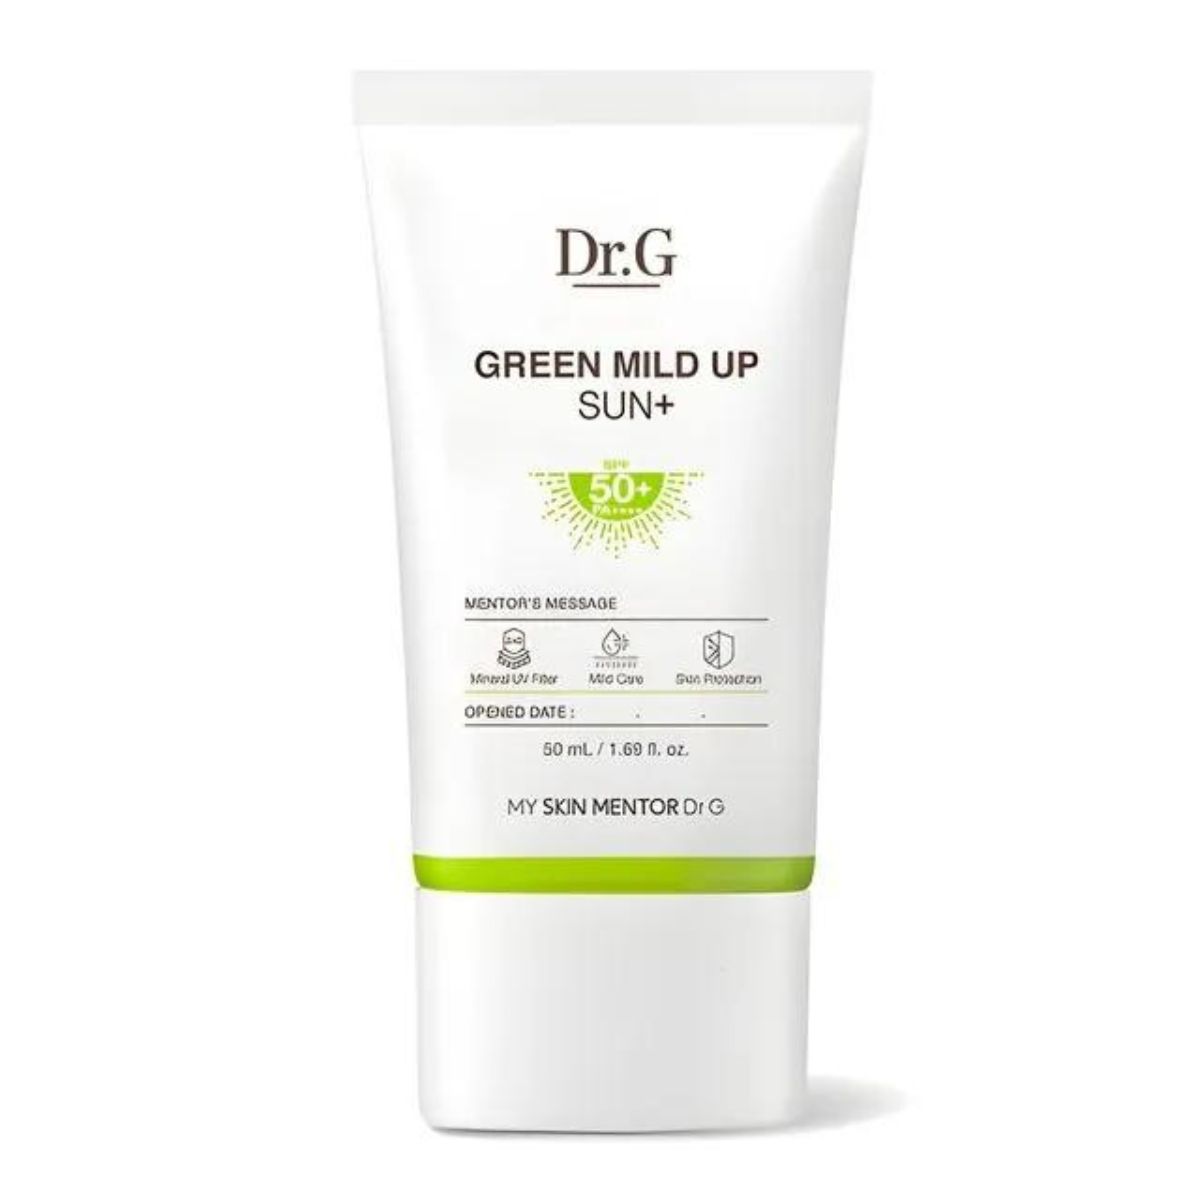 Dr.G
GREEN MILD UP
SUN+
SPF
50+
PA++++
MENTOR'S MESSAGE
Mineral UV Filter Mild Care Skin Protection
OPENED DATE : . .
50 mL / 1.69 fl. oz.
MY SKIN MENTOR Dr G